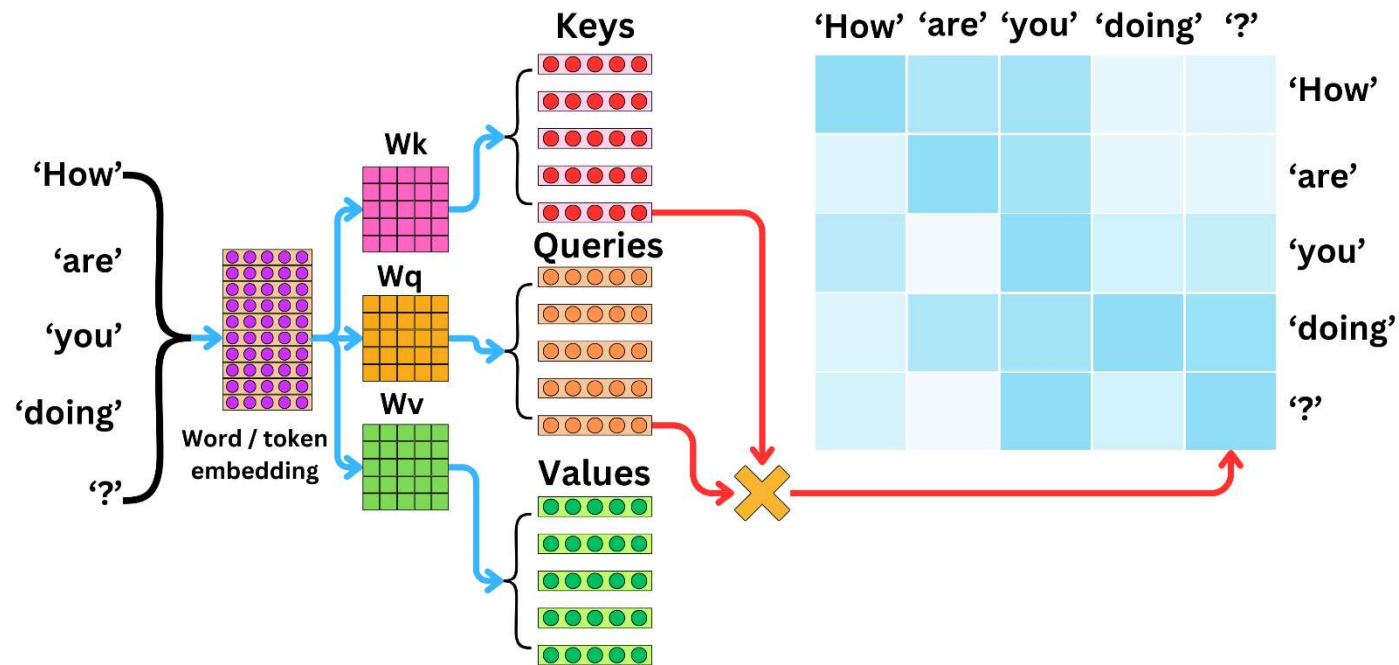 ‘How’
‘are’
‘you’
‘doing’
‘?’
Word / token
embedding
Wk
Wq
Wv
Keys
Queries
Values
‘How’ ‘are’ ‘you’ ‘doing’ ‘?’
‘How’
‘are’
‘you’
‘doing’
‘?’